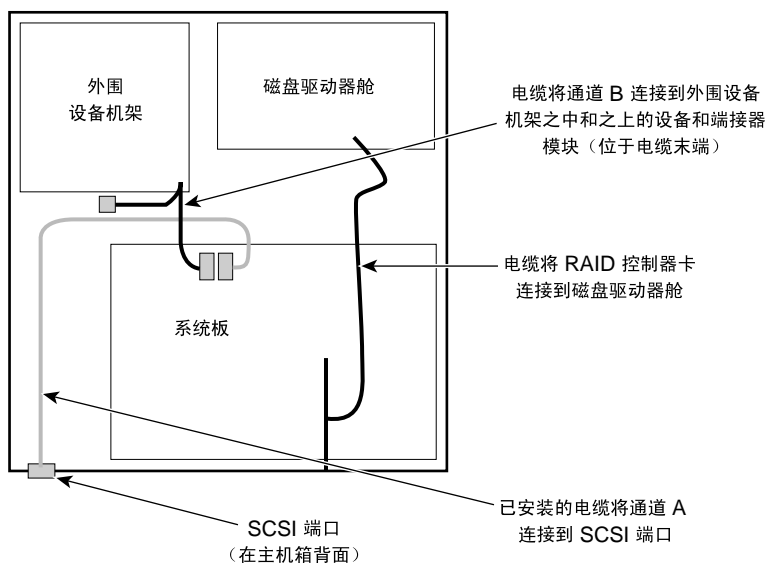 外围
设备机架
磁盘驱动器舱
电缆将通道 B 连接到外围设备
机架之中和之上的设备和端接器
模块（位于电缆末端）
电缆将 RAID 控制器卡
连接到磁盘驱动器舱
系统板
已安装的电缆将通道 A
连接到 SCSI 端口
SCSI 端口
（在主机箱背面）